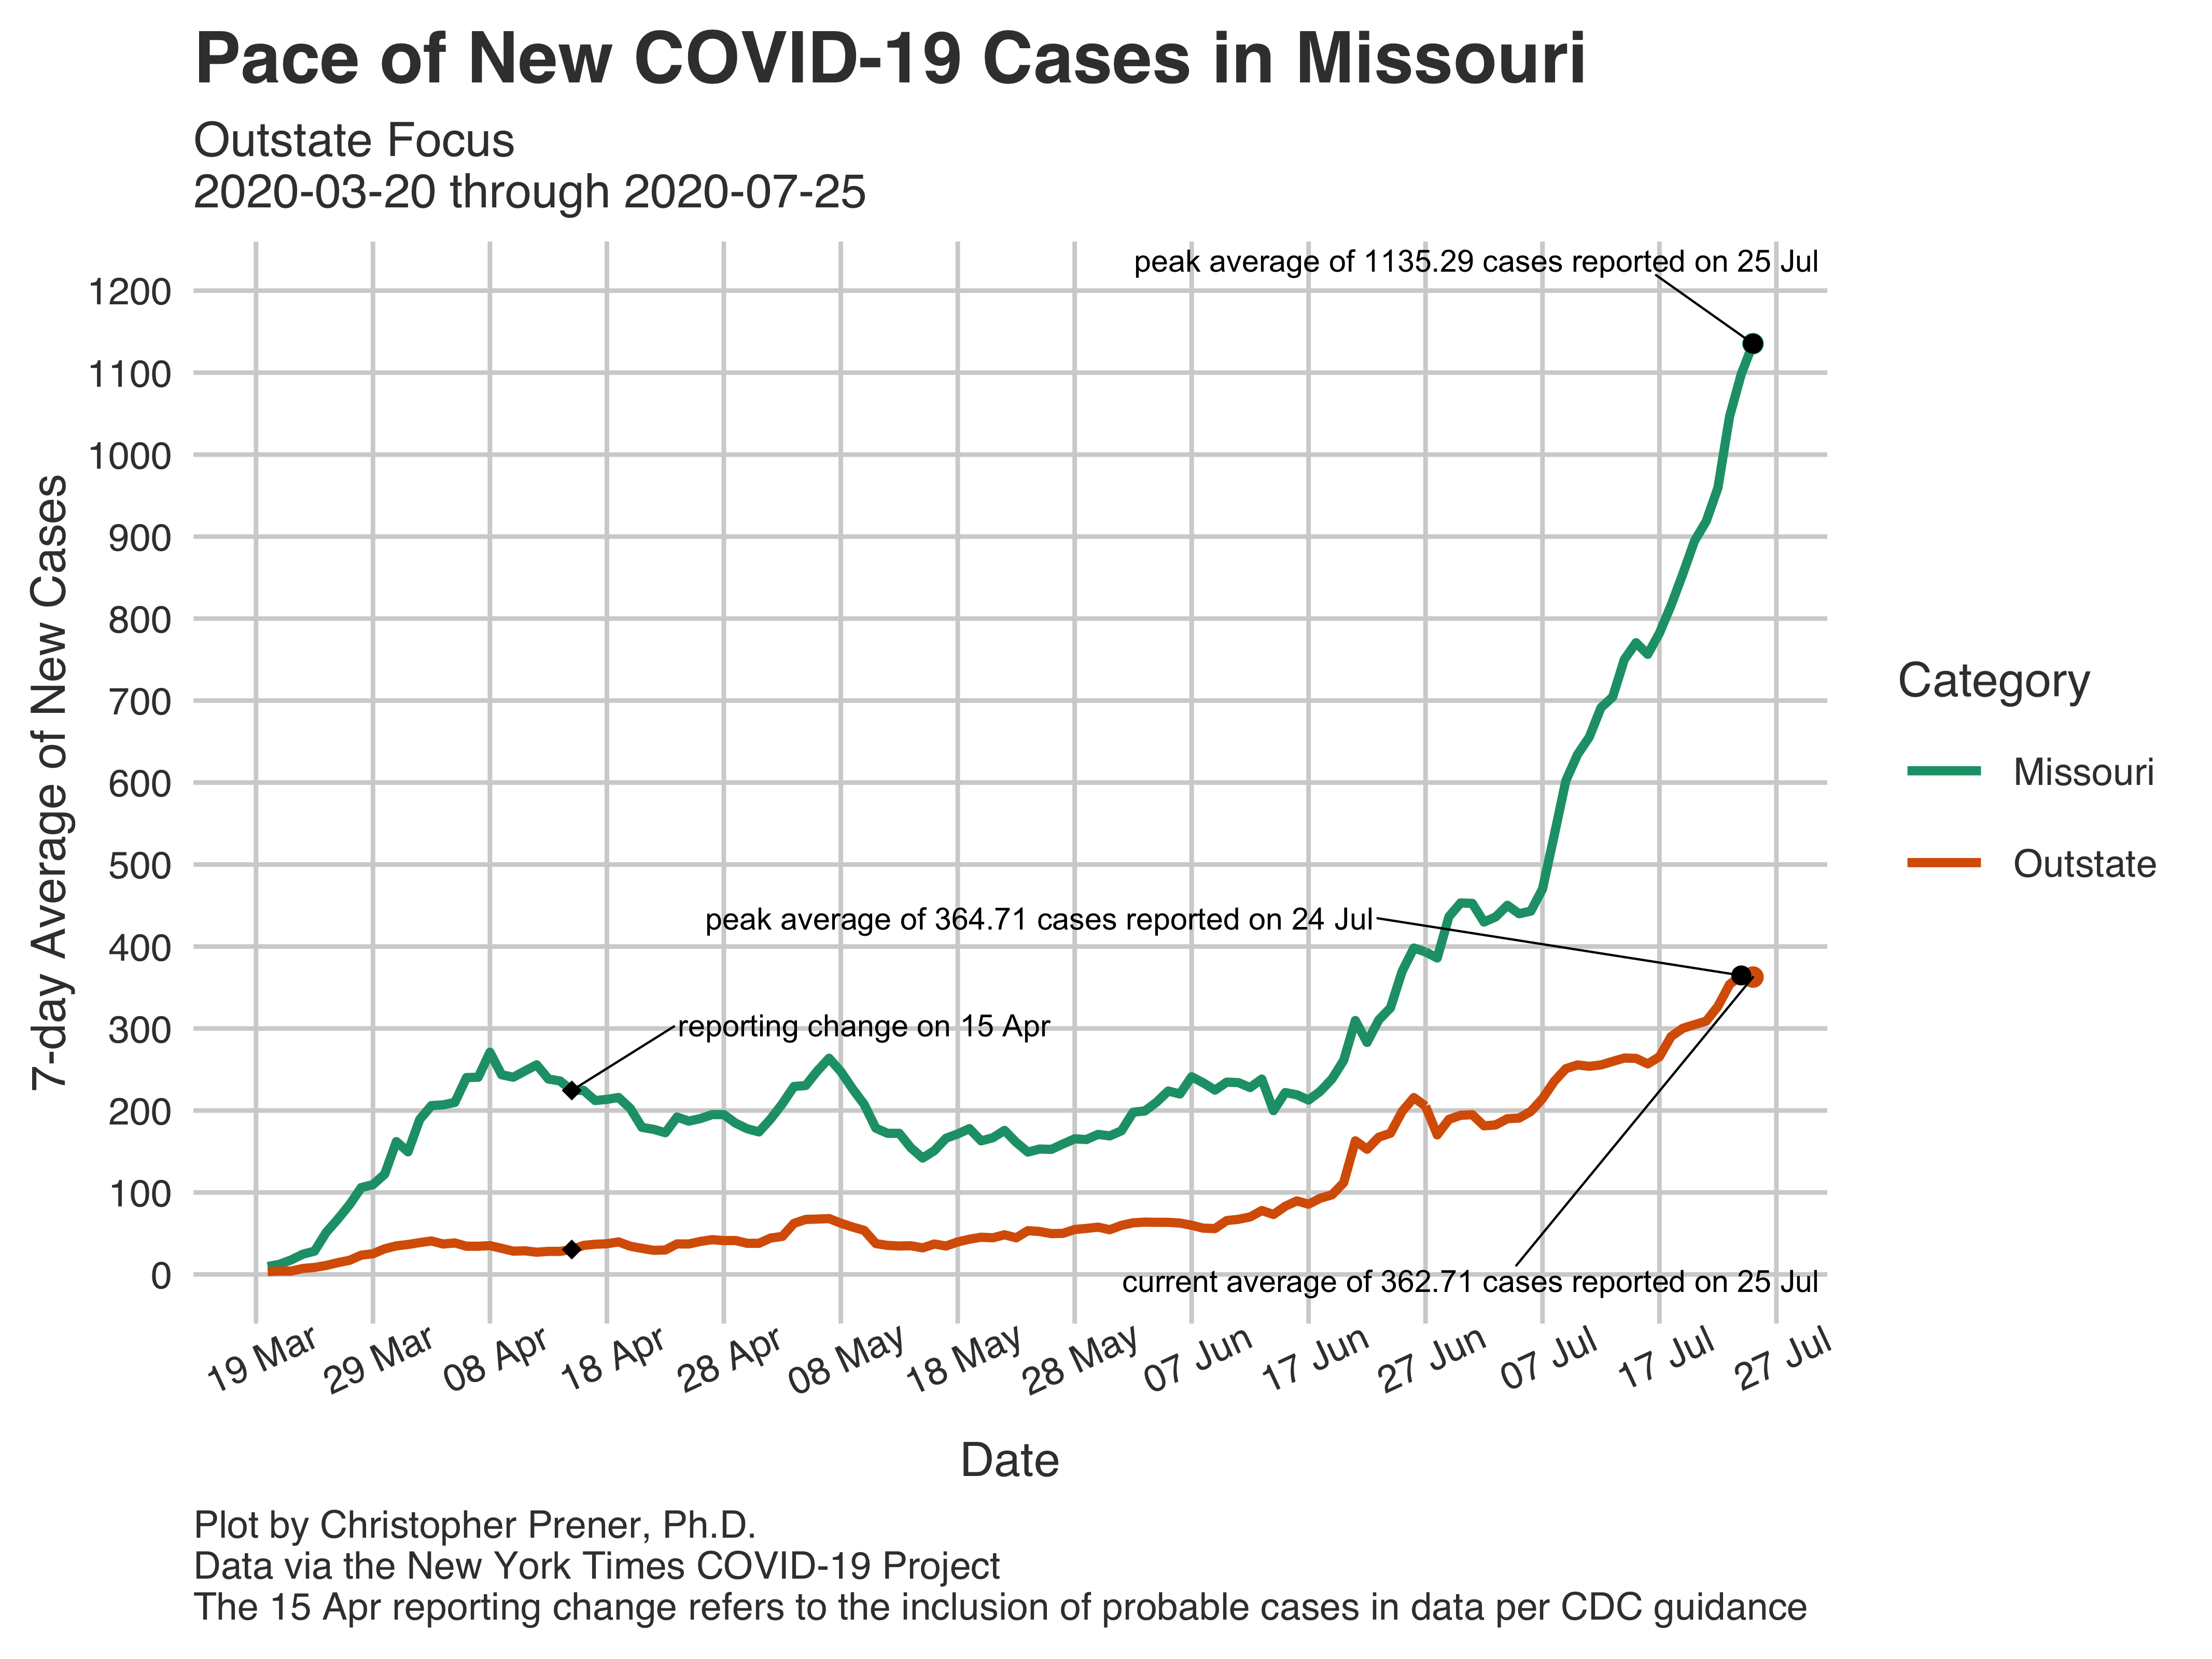 Pace of New COVID-19 Cases in Missouri
Outstate Focus
2020-03-20 through 2020-07-25
7-day Average of New Cases
1200
1100
1000
900
800
700
600
500
400
300
200
100
0
peak average of 1135.29 cases reported on 25 Jul
peak average of 364.71 cases reported on 24 Jul
reporting change on 15 Apr
current average of 362.71 cases reported on 25 Jul
19 Mar
29 Mar
08 Apr
18 Apr
28 Apr
08 May
18 May
28 May
07 Jun
17 Jun
27 Jun
07 Jul
17 Jul
27 Jul
Date
Category
Missouri
Outstate
Plot by Christopher Prener, Ph.D.
Data via the New York Times COVID-19 Project
The 15 Apr reporting change refers to the inclusion of probable cases in data per CDC guidance